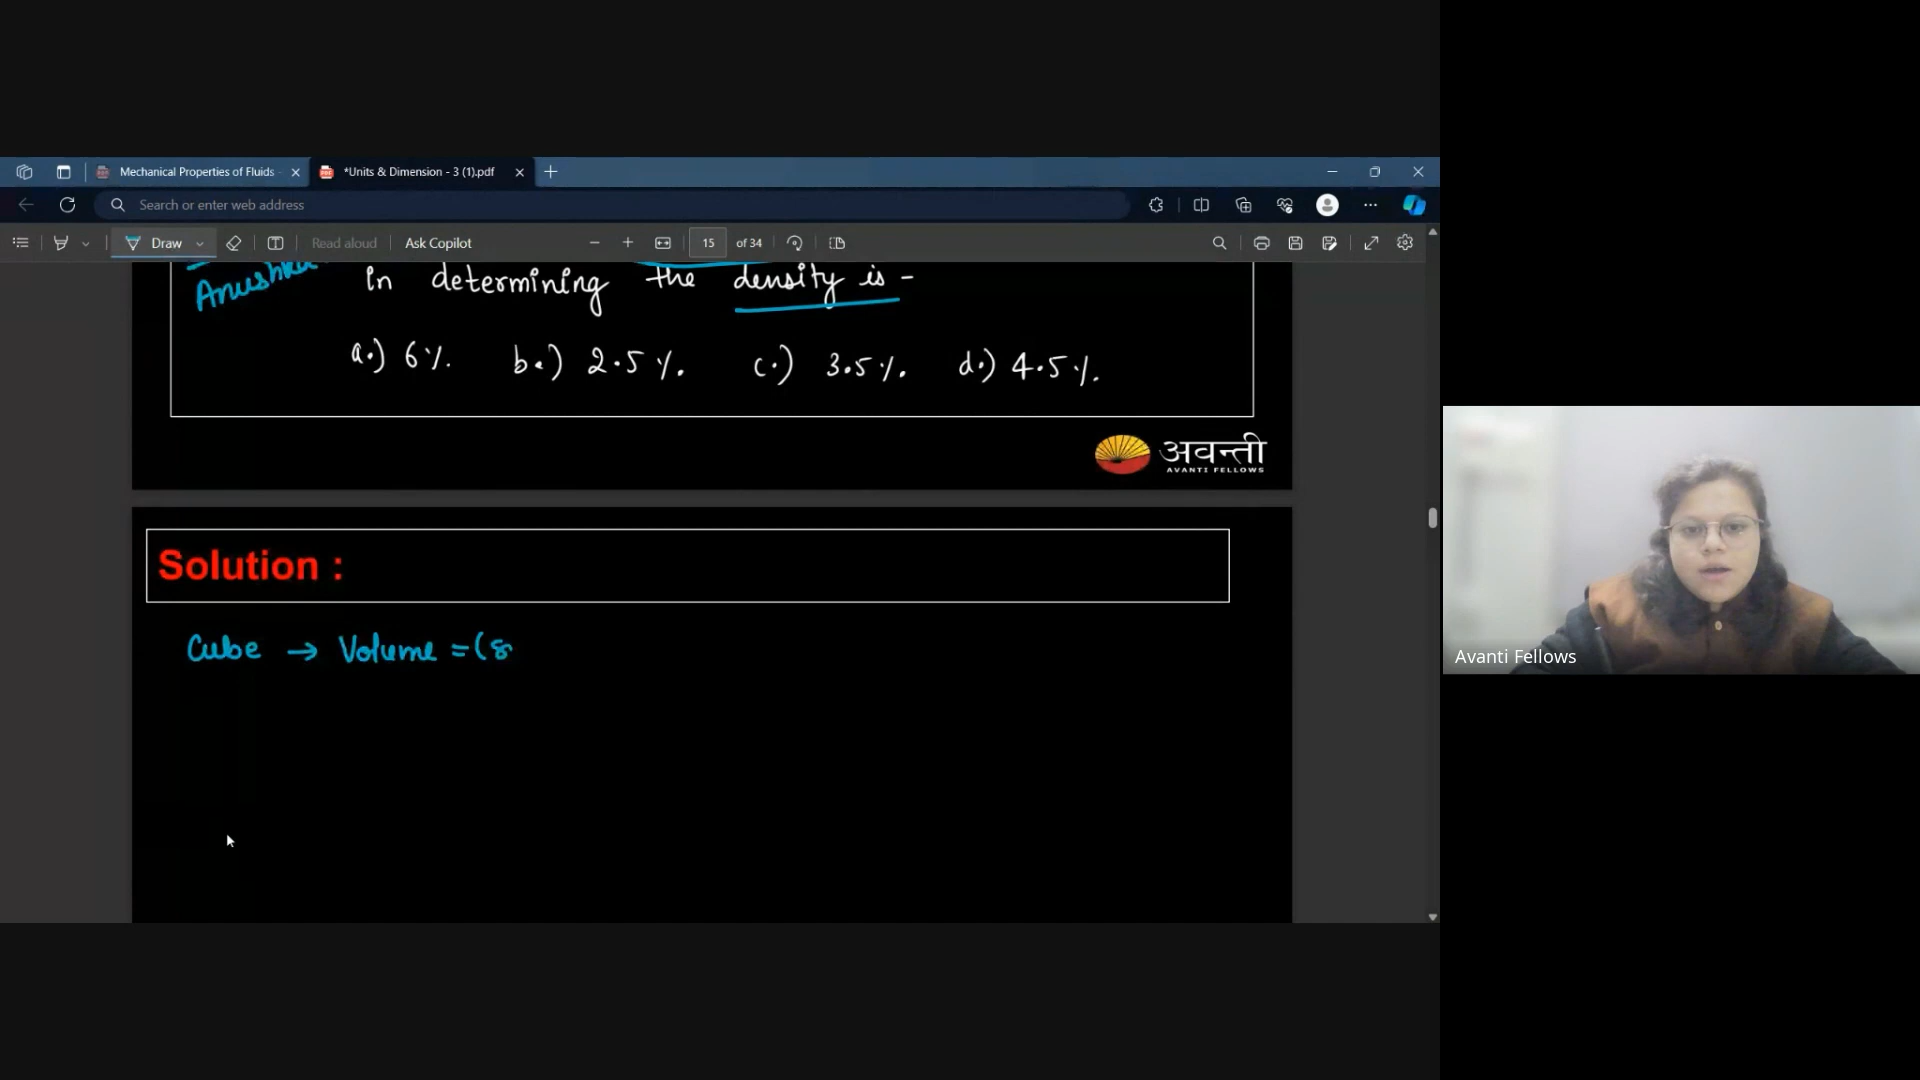 Mechanical Properties of Fluids -
*Units & Dimension - 3 (1).pdf
Search or enter web address
Draw
Read aloud
Ask Copilot
15 of 34
Anushka
in determining the density is -
a.) 6%. b.) 2.5%. c.) 3.5%. d.) 4.5%.
अवन्ती
AVANTI FELLOWS
Solution :
Cube → Volume = (s
Avanti Fellows